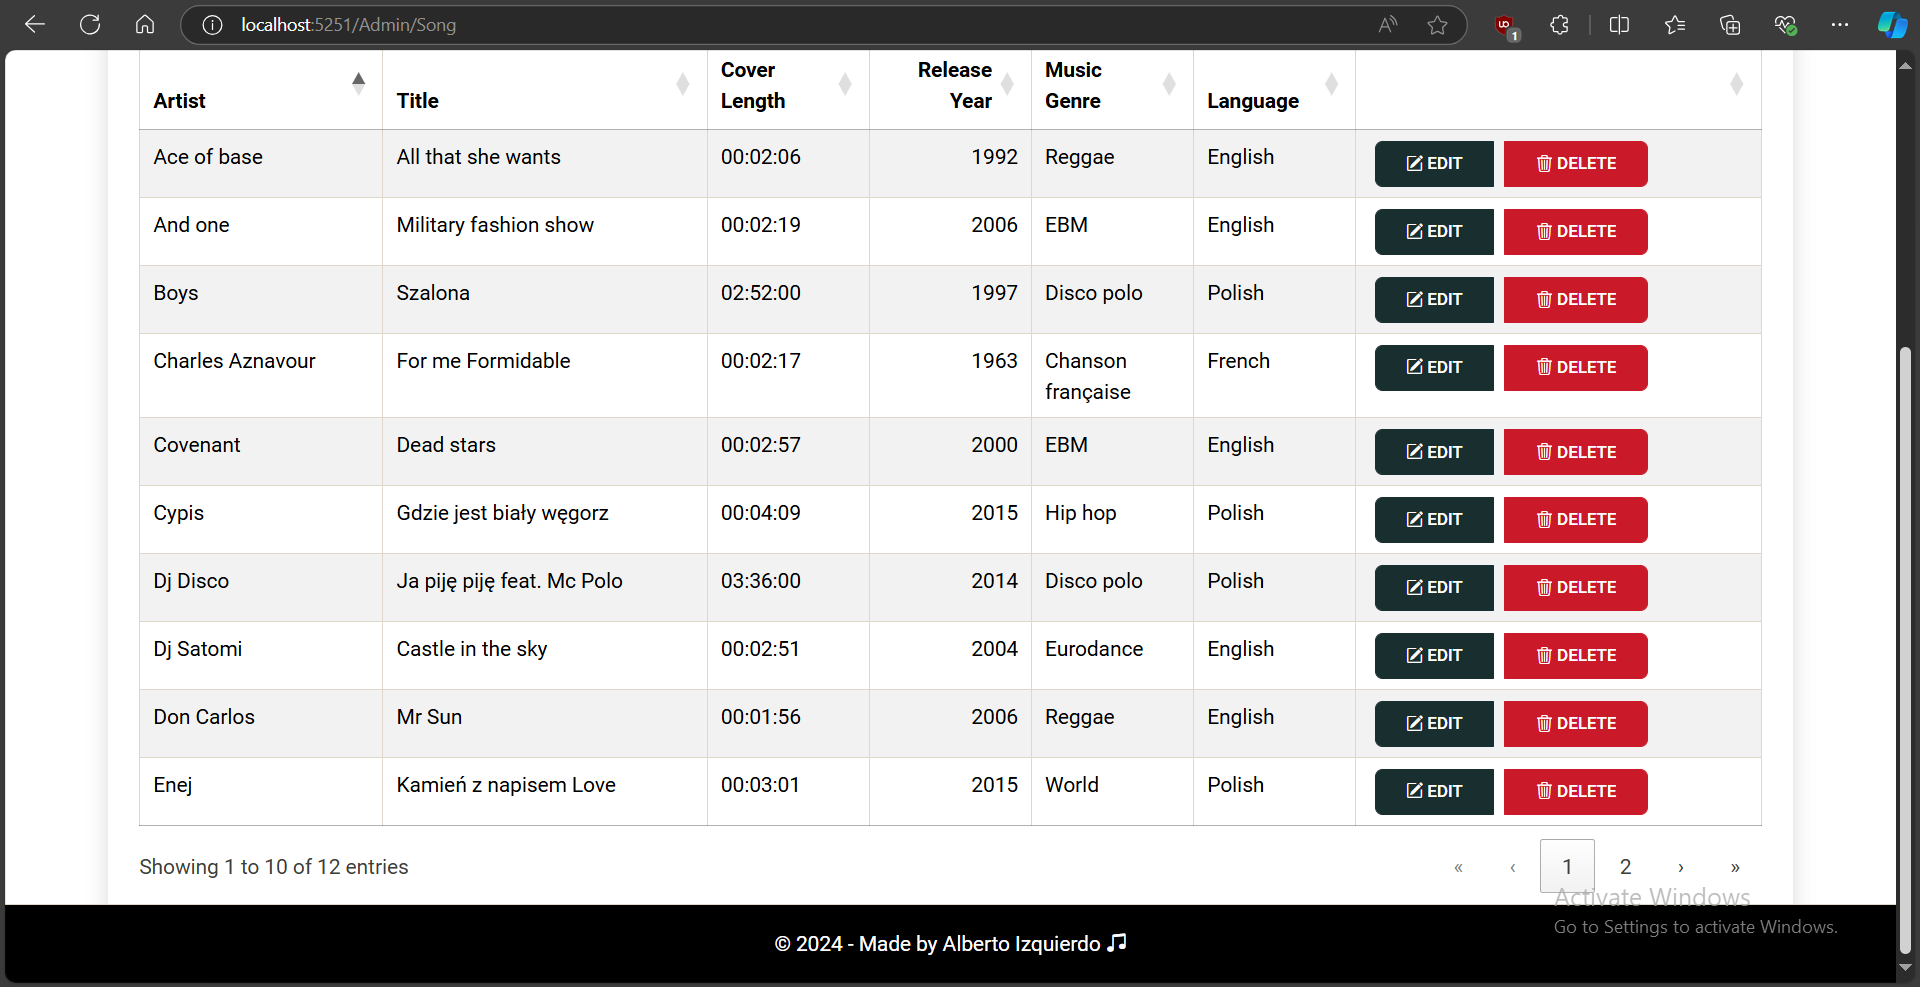 localhost:5251/Admin/Song
Artist Title Cover Length Release Year Music Genre Language
Ace of base All that she wants 00:02:06 1992 Reggae English EDIT DELETE
And one Military fashion show 00:02:19 2006 EBM English EDIT DELETE
Boys Szalona 02:52:00 1997 Disco polo Polish EDIT DELETE
Charles Aznavour For me Formidable 00:02:17 1963 Chanson française French EDIT DELETE
Covenant Dead stars 00:02:57 2000 EBM English EDIT DELETE
Cypis Gdzie jest biały węgorz 00:04:09 2015 Hip hop Polish EDIT DELETE
Dj Disco Ja piję piję feat. Mc Polo 03:36:00 2014 Disco polo Polish EDIT DELETE
Dj Satomi Castle in the sky 00:02:51 2004 Eurodance English EDIT DELETE
Don Carlos Mr Sun 00:01:56 2006 Reggae English EDIT DELETE
Enej Kamień z napisem Love 00:03:01 2015 World Polish EDIT DELETE
Showing 1 to 10 of 12 entries « ‹ 1 2 › »
Activate Windows
Go to Settings to activate Windows.
© 2024 - Made by Alberto Izquierdo